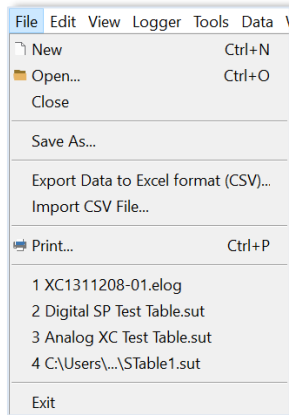 File Edit View Logger Tools Data
New Ctrl+N
Open... Ctrl+O
Close
Save As...
Export Data to Excel format (CSV)...
Import CSV File...
Print... Ctrl+P
1 XC1311208-01.elog
2 Digital SP Test Table.sut
3 Analog XC Test Table.sut
4 C:\Users\...\STable1.sut
Exit